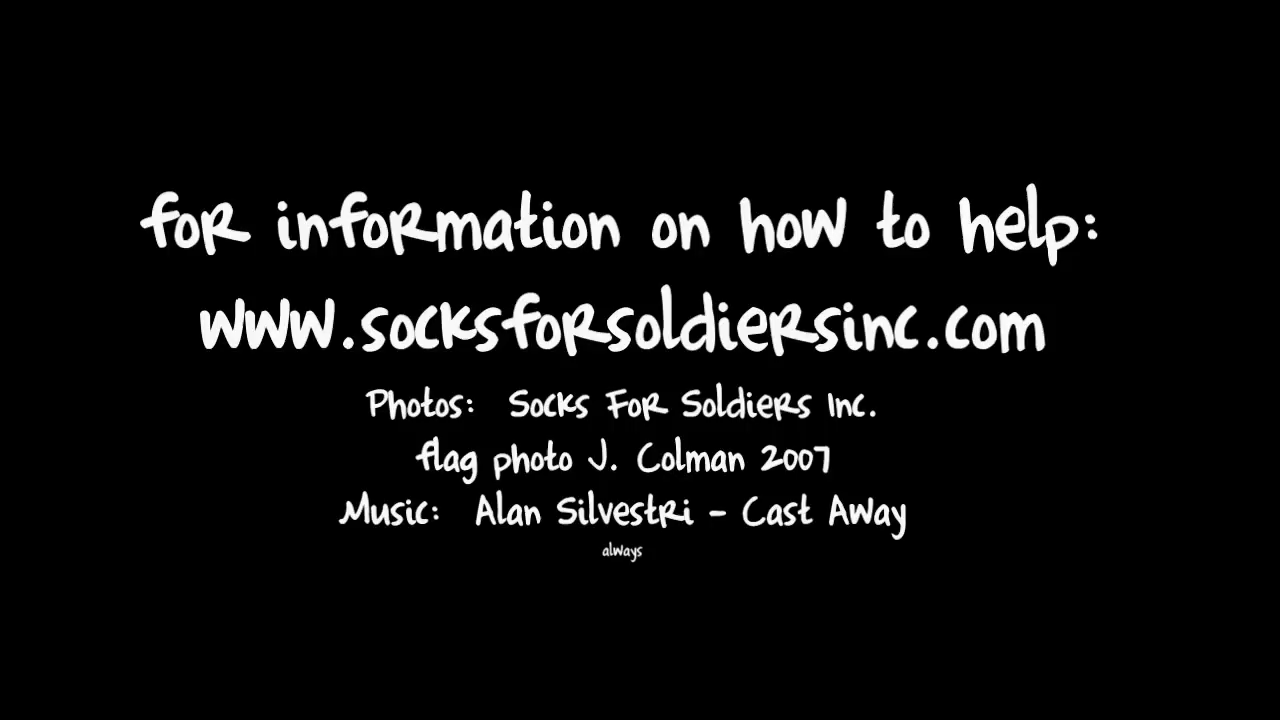 for information on how to help:
www.socksforsoldiersinc.com
Photos: Socks For Soldiers Inc.
flag photo J. Colman 2007
Music: Alan Silvestri - Cast Away
always